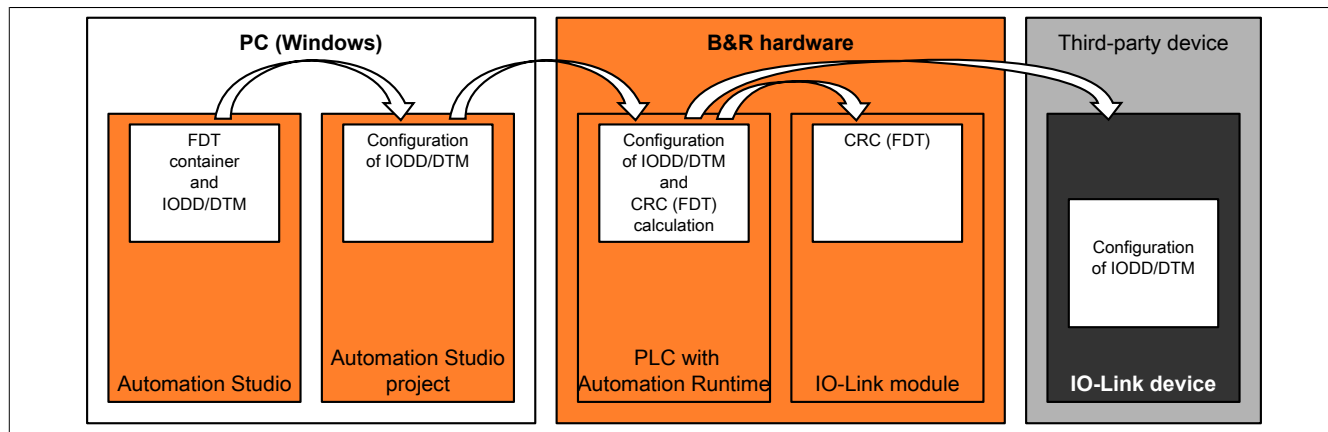 PC (Windows)
FDT
container
and
IODD/DTM
Automation Studio
Configuration
of IODD/DTM
Automation Studio
project
B&R hardware
Configuration
of IODD/DTM
and
CRC (FDT)
calculation
PLC with
Automation Runtime
CRC (FDT)
IO-Link module
Third-party device
Configuration
of IODD/DTM
IO-Link device